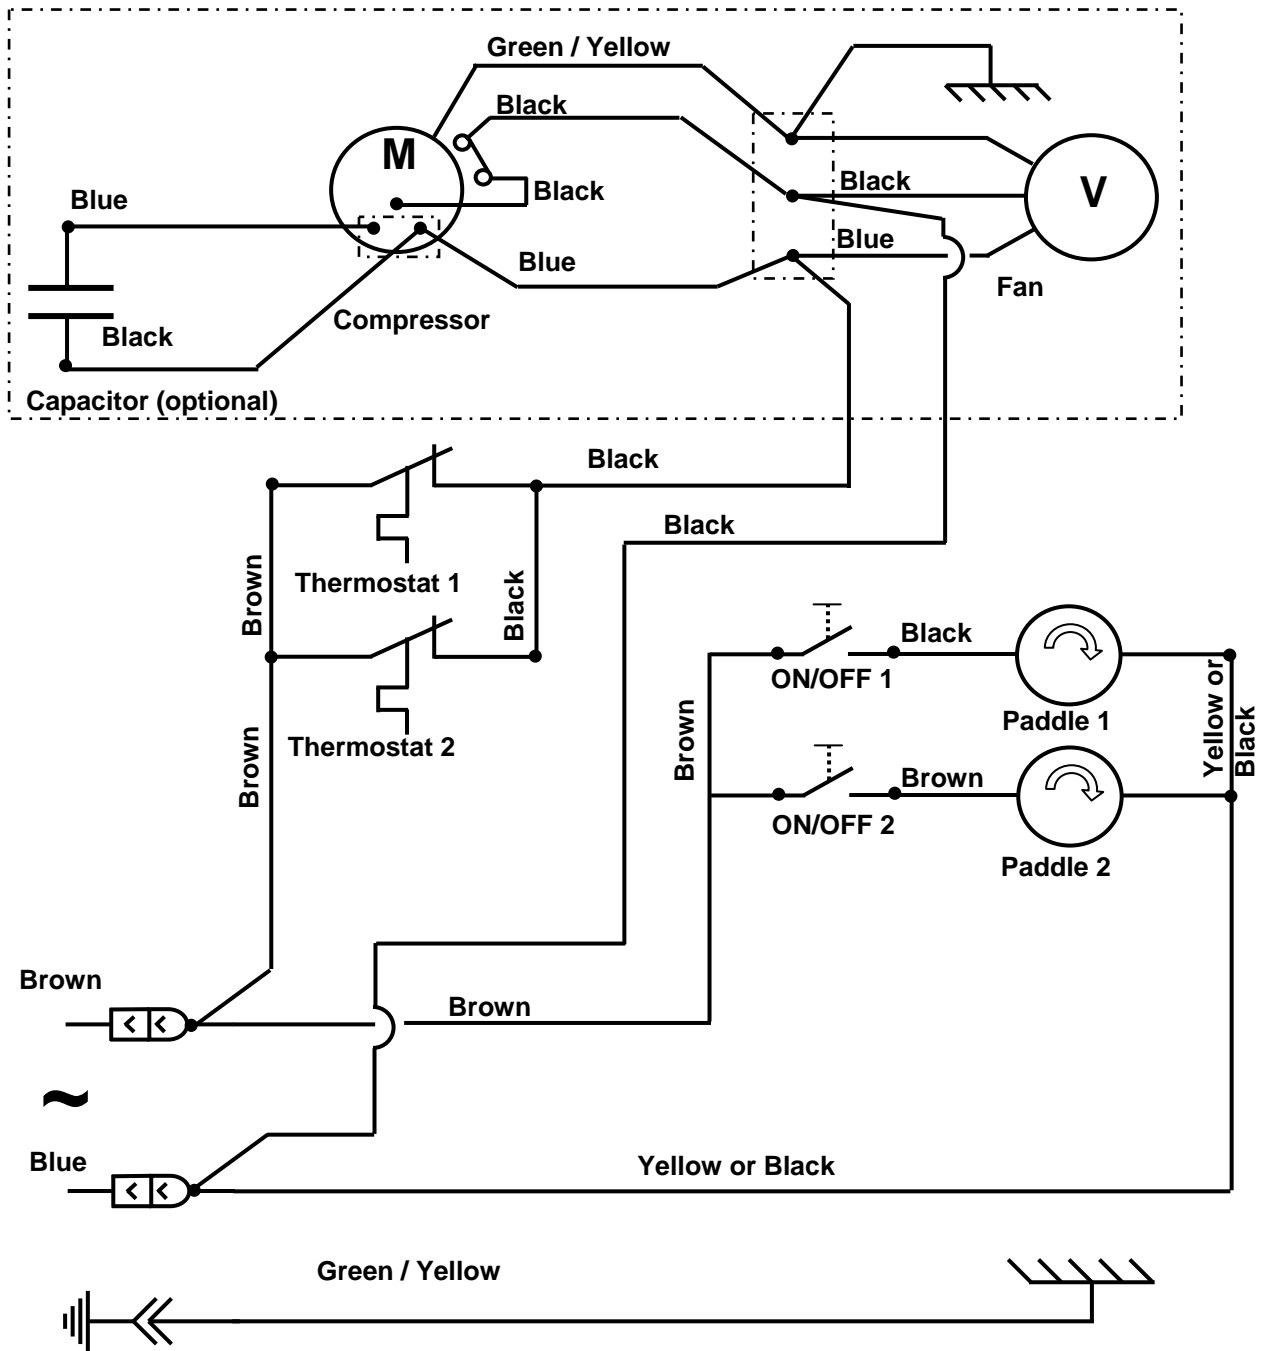 Green / Yellow
Black
M
Black
Blue
Black
V
Blue
Blue
Fan
Compressor
Black
Capacitor (optional)
Black
Black
Brown
Thermostat 1
Black
Black
ON/OFF 1
Paddle 1
Yellow or
Black
Brown
Thermostat 2
Brown
Brown
ON/OFF 2
Paddle 2
Brown
Brown
~
Blue
Yellow or Black
Green / Yellow